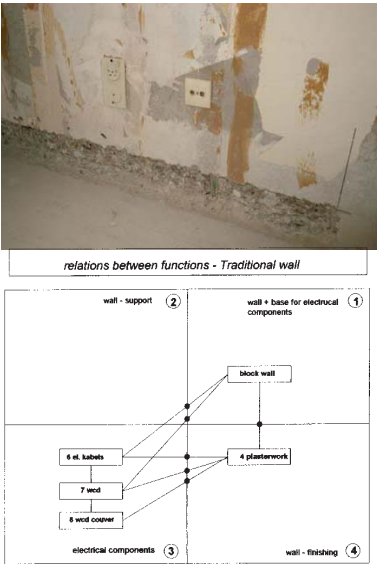 relations between functions - Traditional wall
wall - support 2
wall + base for electrucal 1
components
block wall
6 el. kabels
4 plasterwork
7 wcd
8 wcd couver
electrical components 3
wall - finishing 4